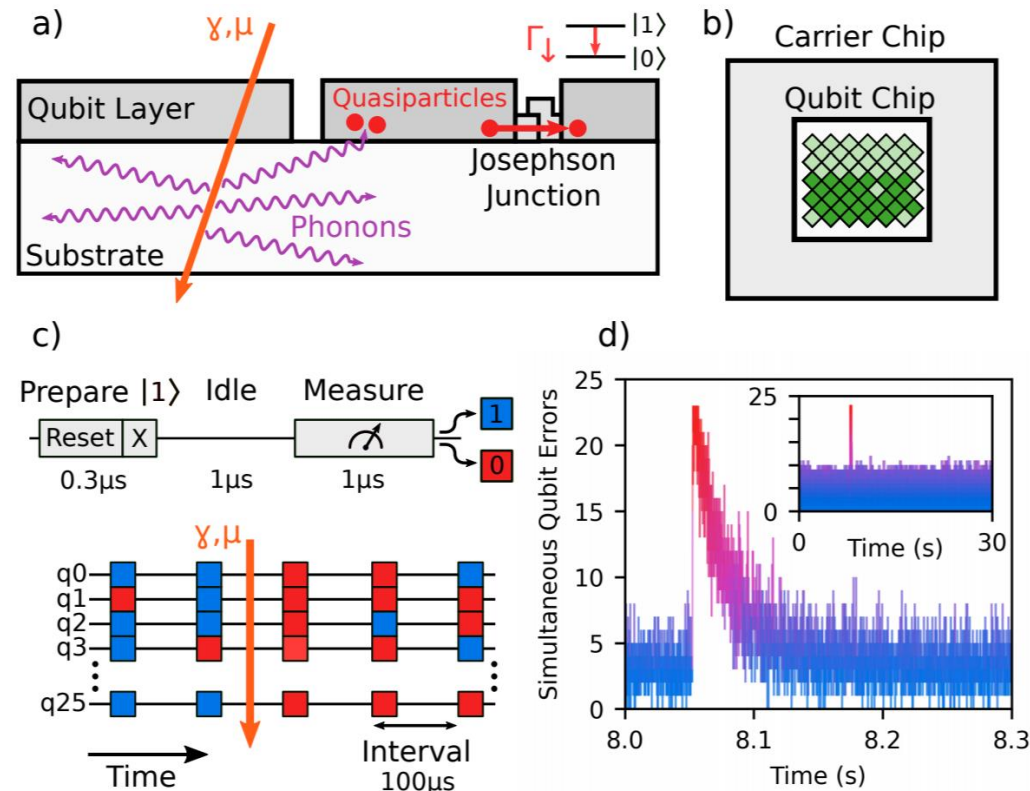 a)
ɣ,μ
Γ↓
|1⟩
|0⟩
Qubit Layer
Quasiparticles
Josephson
Junction
Phonons
Substrate
b)
Carrier Chip
Qubit Chip
c)
Prepare |1⟩ Idle Measure
Reset X
1
0
0.3μs 1μs 1μs
ɣ,μ
q0
q1
q2
q3
q25
Time
Interval
100μs
d)
Simultaneous Qubit Errors
25
20
15
10
5
0
8.0 8.1 8.2 8.3
Time (s)
25
0
0 30
Time (s)